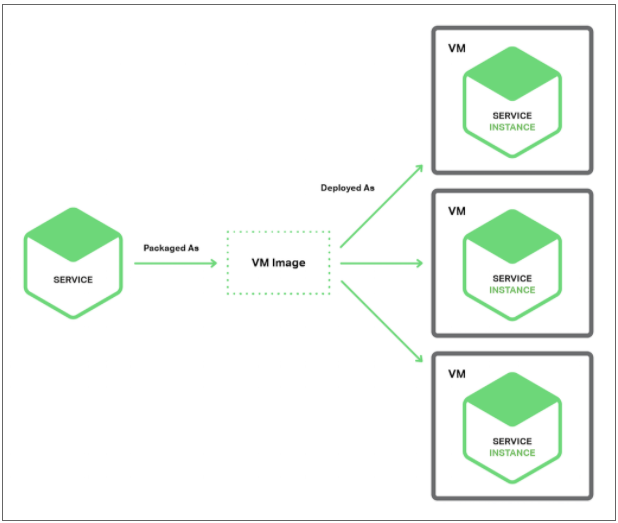 VM
SERVICE
INSTANCE
Deployed As
VM
Packaged As
VM Image
SERVICE
SERVICE
INSTANCE
VM
SERVICE
INSTANCE